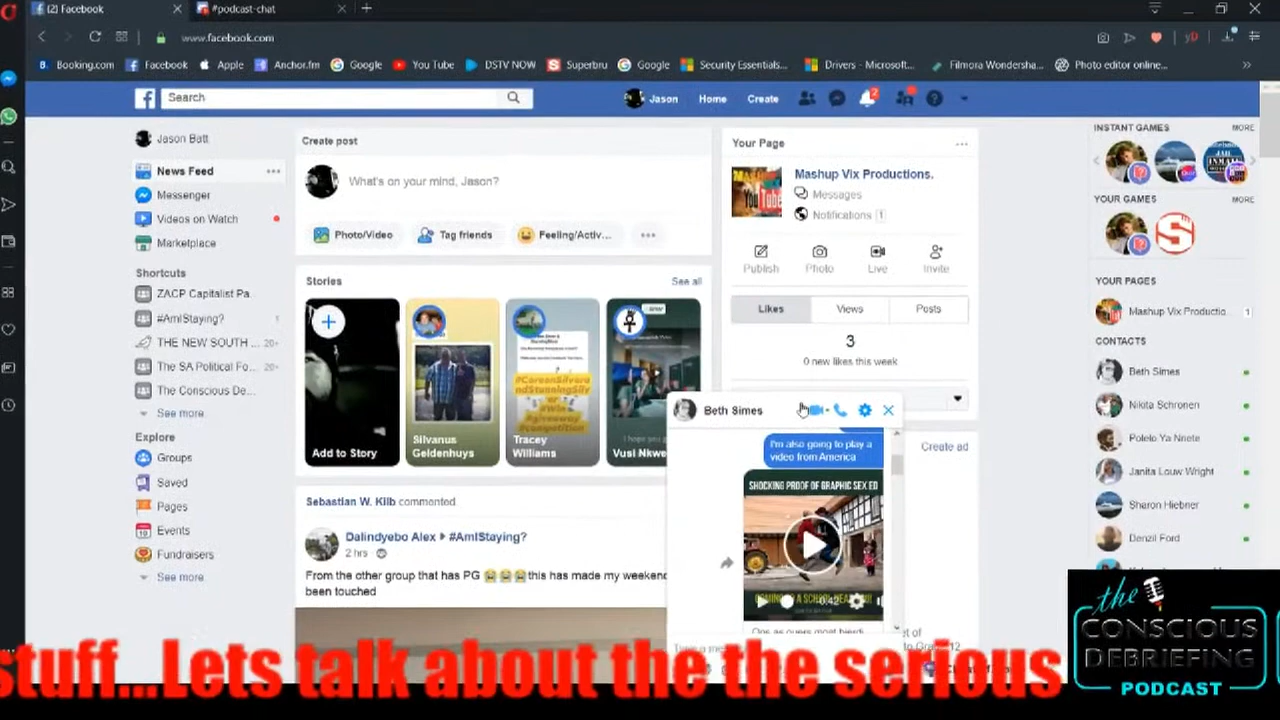 (2) Facebook
#podcast-chat
www.facebook.com
Booking.com Facebook Apple Anchor.fm Google You Tube DSTV NOW Superbru Google Security Essentials... Drivers - Microsoft... Filmora Wondersha... Photo editor online...
Search
Jason Home Create 2
Jason Batt
News Feed
Messenger
Videos on Watch
Marketplace
Shortcuts
ZACP Capitalist Pa
#AmIStaying? 1
THE NEW SOUTH ... 20+
The SA Political Fo... 20+
The Conscious De...
See more
Explore
Groups
Saved
Pages
Events
Fundraisers
See more
Create post
What's on your mind, Jason?
Photo/Video Tag friends Feeling/Activ...
Stories See all
Add to Story
Silvanus
Geldenhuys
Tracey
Williams
Vusi Nkwe
Sebastian W. Kilb commented
Dalindyebo Alex ▸ #AmIStaying?
2 hrs
From the other group that has PG 😭😭😭this has made my weekend
been touched
Your Page
Mashup Vix Productions.
Messages
Notifications 1
Publish Photo Live Invite
Likes Views Posts
3
0 new likes this week
Create ad
Beth Simes
I'm also going to play a
video from America
SHOCKING PROOF OF GRAPHIC SEX ED
-0:42
INSTANT GAMES MORE
YOUR GAMES MORE
YOUR PAGES
Mashup Vix Productio... 1
CONTACTS
Beth Simes
Nikita Schronen
Polelo Ya Nnete
Janita Louw Wright
Sharon Hiebner
Denzil Ford
stuff...Lets talk about the the serious
the
CONSCIOUS
DEBRIEFING
PODCAST